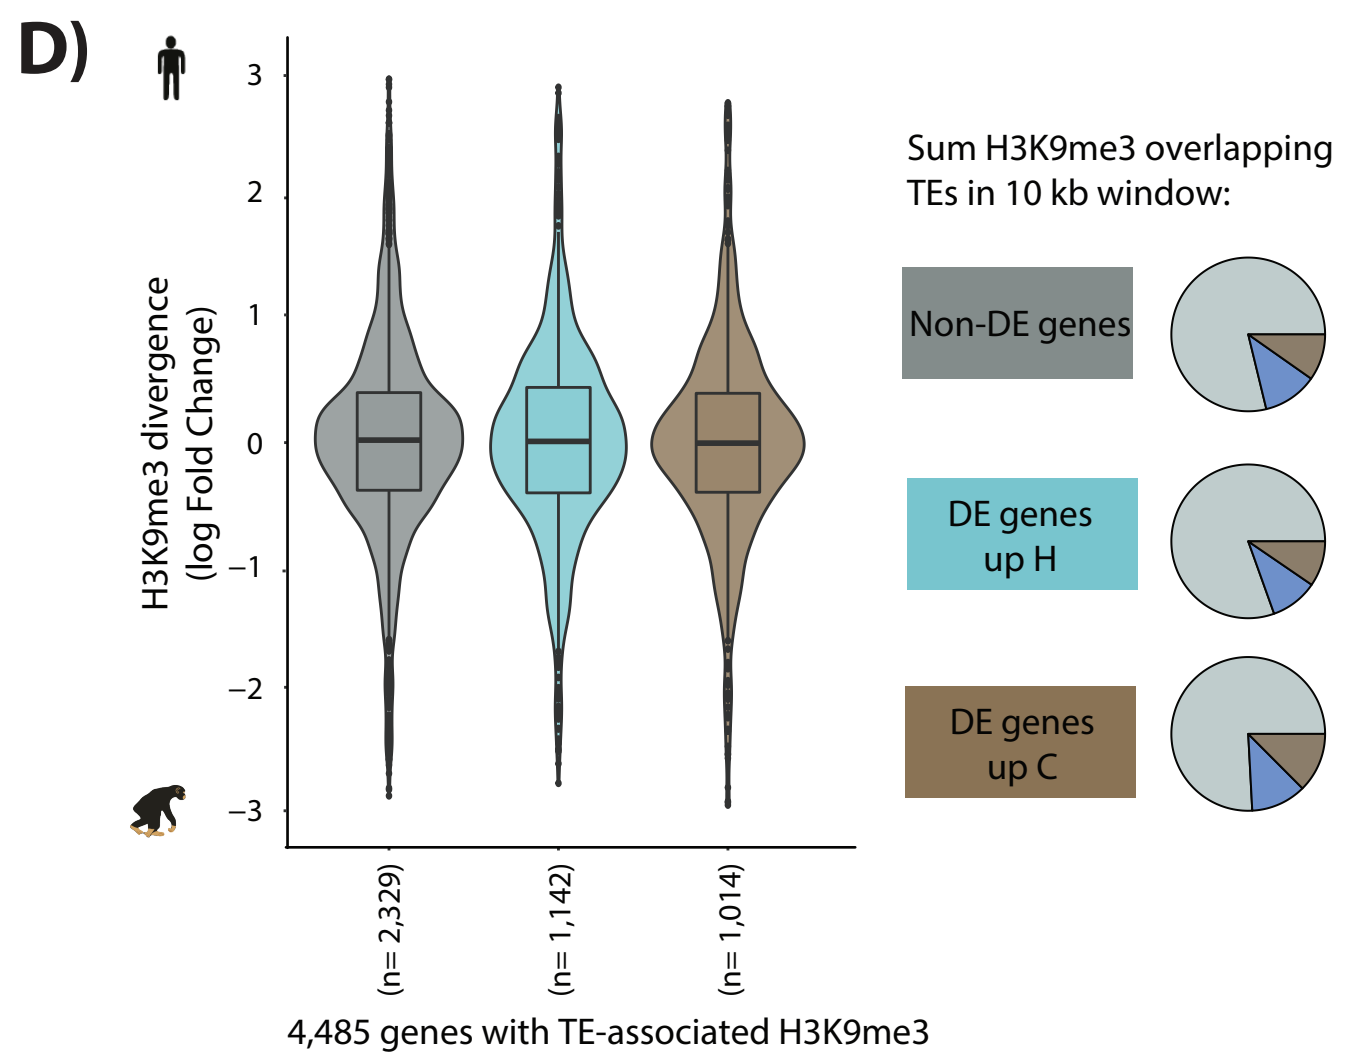 D)
3
2
1
0
−1
−2
−3
H3K9me3 divergence
(log Fold Change)
(n= 2,329)
(n= 1,142)
(n= 1,014)
4,485 genes with TE-associated H3K9me3
Sum H3K9me3 overlapping
TEs in 10 kb window:
Non-DE genes
DE genes
up H
DE genes
up C